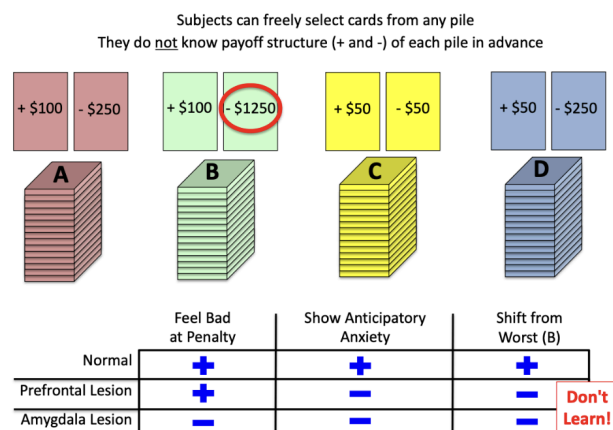 Subjects can freely select cards from any pile
They do not know payoff structure (+ and -) of each pile in advance
+ $100 - $250 + $100 - $1250 + $50 - $50 + $50 - $250
A B C D
Feel Bad at Penalty
Show Anticipatory Anxiety
Shift from Worst (B)
Normal + + +
Prefrontal Lesion + - -
Amygdala Lesion - - -
Don't
Learn!